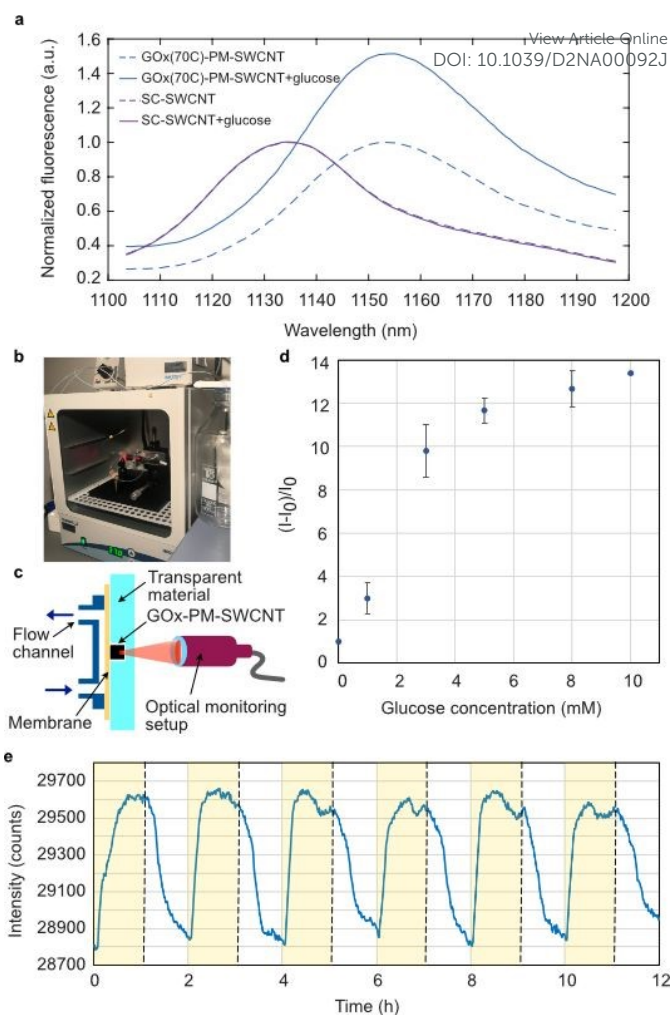 a
View Article Online
DOI: 10.1039/D2NA00092J
1.6
1.4
1.2
1.0
0.8
0.6
0.4
0.2
Normalized fluorescence (a.u.)
GOx(70C)-PM-SWCNT
GOx(70C)-PM-SWCNT+glucose
SC-SWCNT
SC-SWCNT+glucose
1100 1110 1120 1130 1140 1150 1160 1170 1180 1190 1200
Wavelength (nm)
b
c
Transparent
material
GOx-PM-SWCNT
Flow
channel
Membrane
Optical monitoring
setup
d
14
12
10
8
6
4
2
0
(I-I0)/I0
0 2 4 6 8 10
Glucose concentration (mM)
e
29700
29500
29300
29100
28900
28700
Intensity (counts)
0 2 4 6 8 10 12
Time (h)